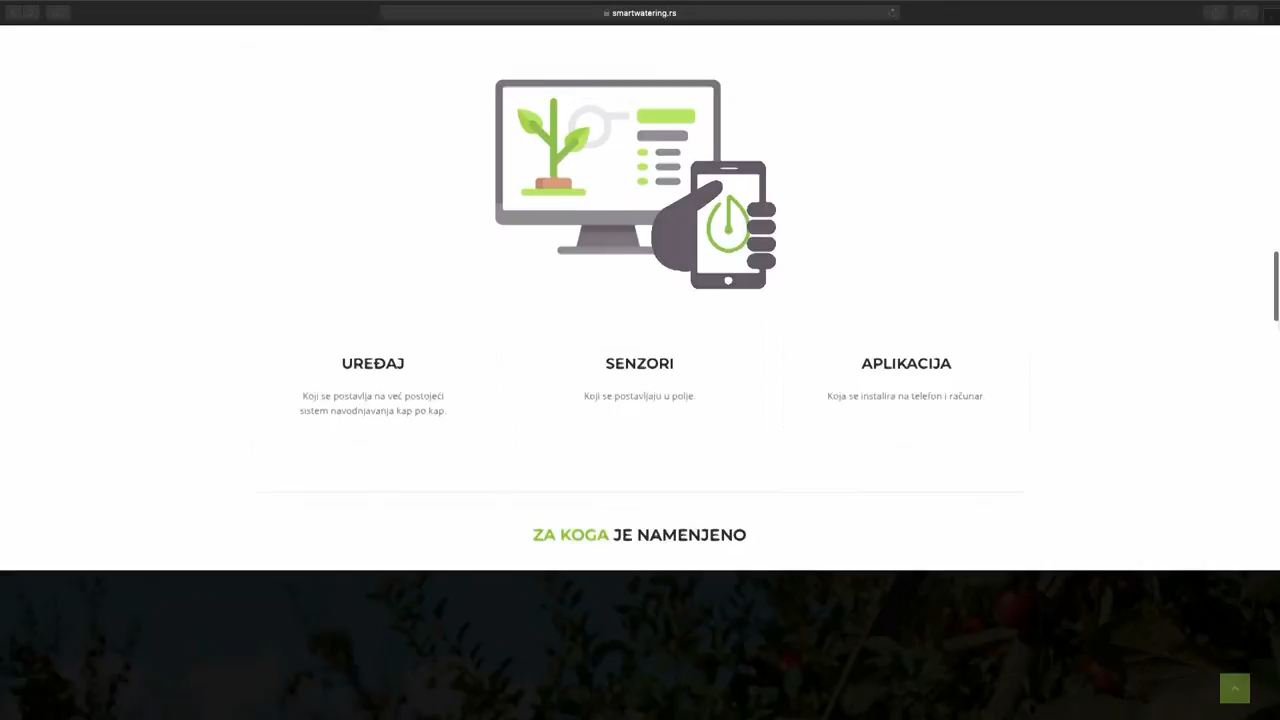 smartwatering.rs
UREĐAJ
Koji se postavlja na već postojeći
sistem navodnjavanja kap po kap.
SENZORI
Koji se postavljaju u polje.
APLIKACIJA
Koja se instalira na telefon i računar
ZA KOGA JE NAMENJENO